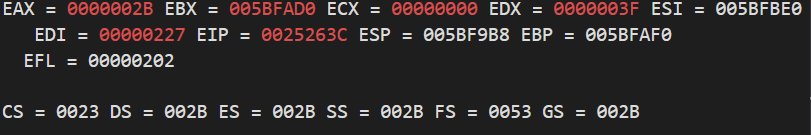 EAX = 0000002B EBX = 005BFAD0 ECX = 00000000 EDX = 0000003F ESI = 005BFBE0
EDI = 00000227 EIP = 0025263C ESP = 005BF9B8 EBP = 005BFAF0
EFL = 00000202
CS = 0023 DS = 002B ES = 002B SS = 002B FS = 0053 GS = 002B